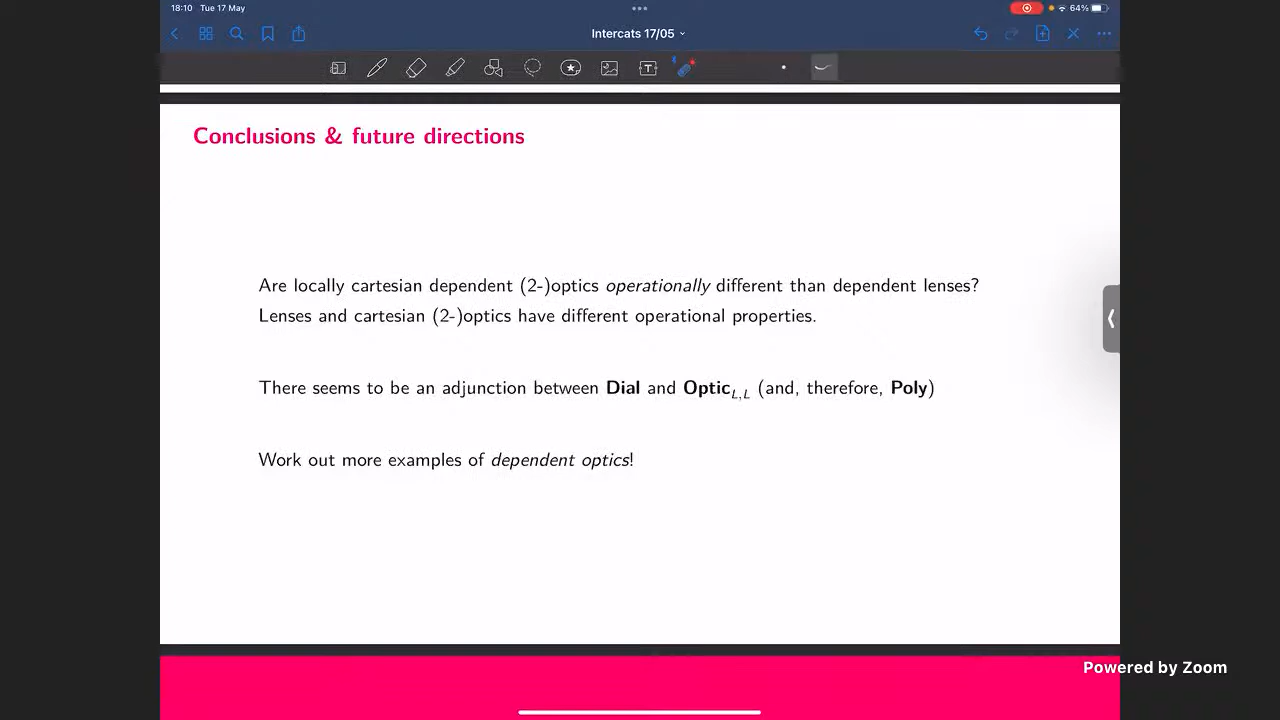 18:10 Tue 17 May
64%
Intercats 17/05
T
Conclusions & future directions
Are locally cartesian dependent (2-)optics operationally different than dependent lenses?
Lenses and cartesian (2-)optics have different operational properties.
There seems to be an adjunction between Dial and Optic_{L,L} (and, therefore, Poly)
Work out more examples of dependent optics!
Powered by Zoom